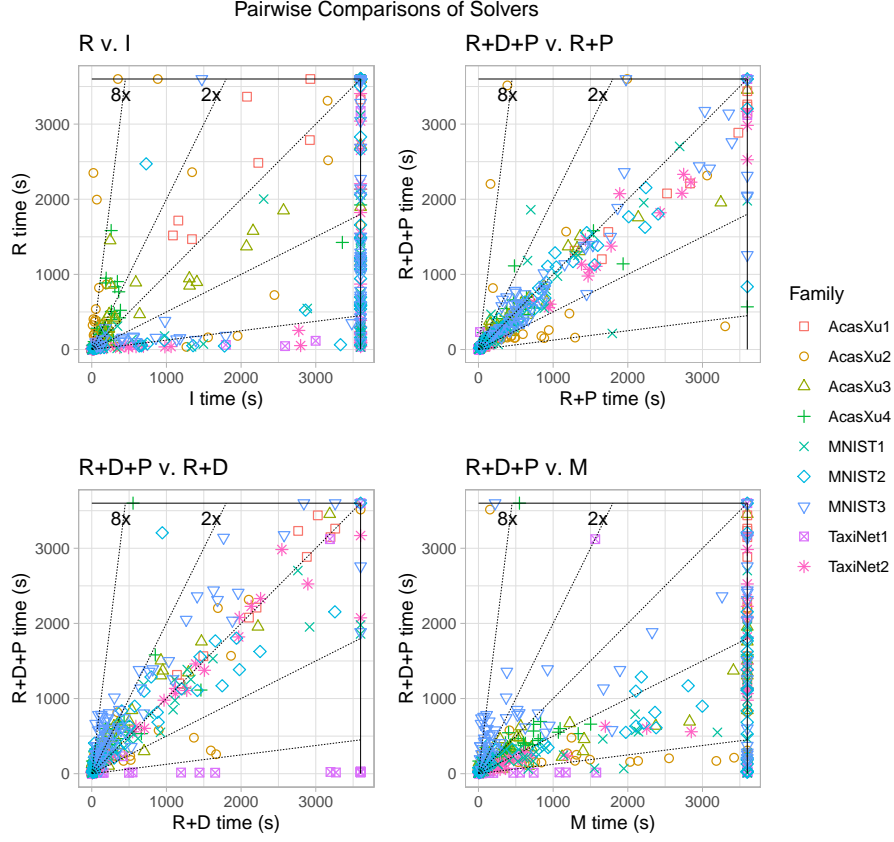 Pairwise Comparisons of Solvers
R v. I
R+D+P v. R+P
8x
2x
8x
2x
3000
2000
1000
0
R time (s)
3000
2000
1000
0
R+D+P time (s)
0
1000
2000
3000
0
1000
2000
3000
I time (s)
R+P time (s)
R+D+P v. R+D
R+D+P v. M
8x
2x
8x
2x
3000
2000
1000
0
R+D+P time (s)
3000
2000
1000
0
R+D+P time (s)
0
1000
2000
3000
0
1000
2000
3000
R+D time (s)
M time (s)
Family
AcasXu1
AcasXu2
AcasXu3
AcasXu4
MNIST1
MNIST2
MNIST3
TaxiNet1
TaxiNet2